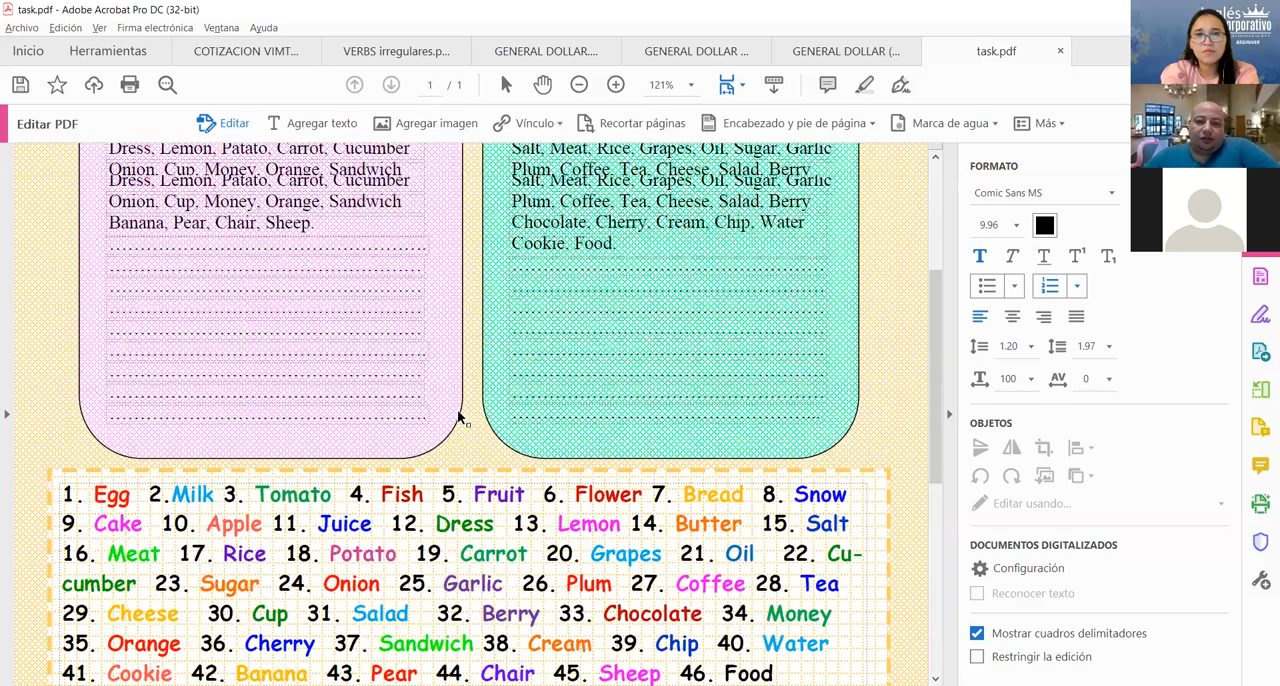 task.pdf - Adobe Acrobat Pro DC (32-bit)
Archivo Edición Ver Firma electrónica Ventana Ayuda
Inicio Herramientas COTIZACION VIMT... VERBS irregulares.p... GENERAL DOLLAR.... GENERAL DOLLAR ... GENERAL DOLLAR (... task.pdf ×
1 / 1 121%
Editar PDF Editar Agregar texto Agregar imagen Vínculo Recortar páginas Encabezado y pie de página Marca de agua Más
Dress, Lemon, Patato, Carrot, Cucumber
Onion, Cup, Money, Orange, Sandwich
Dress, Lemon, Patato, Carrot, Cucumber
Onion, Cup, Money, Orange, Sandwich
Banana, Pear, Chair, Sheep.
Salt, Meat, Rice, Grapes, Oil, Sugar, Garlic
Plum, Coffee, Tea, Cheese, Salad, Berry
Salt, Meat, Rice, Grapes, Oil, Sugar, Garlic
Plum, Coffee, Tea, Cheese, Salad, Berry
Chocolate, Cherry, Cream, Chip, Water
Cookie, Food.
1. Egg 2.Milk 3. Tomato 4. Fish 5. Fruit 6. Flower 7. Bread 8. Snow
9. Cake 10. Apple 11. Juice 12. Dress 13. Lemon 14. Butter 15. Salt
16. Meat 17. Rice 18. Potato 19. Carrot 20. Grapes 21. Oil 22. Cu-
cumber 23. Sugar 24. Onion 25. Garlic 26. Plum 27. Coffee 28. Tea
29. Cheese 30. Cup 31. Salad 32. Berry 33. Chocolate 34. Money
35. Orange 36. Cherry 37. Sandwich 38. Cream 39. Chip 40. Water
41. Cookie 42. Banana 43. Pear 44. Chair 45. Sheep 46. Food
FORMATO
Comic Sans MS
9.96
T T T T¹ T₁
1.20 1.97
100 AV 0
OBJETOS
Editar usando...
DOCUMENTOS DIGITALIZADOS
Configuración
Reconocer texto
Mostrar cuadros delimitadores
Restringir la edición
BEGINNER